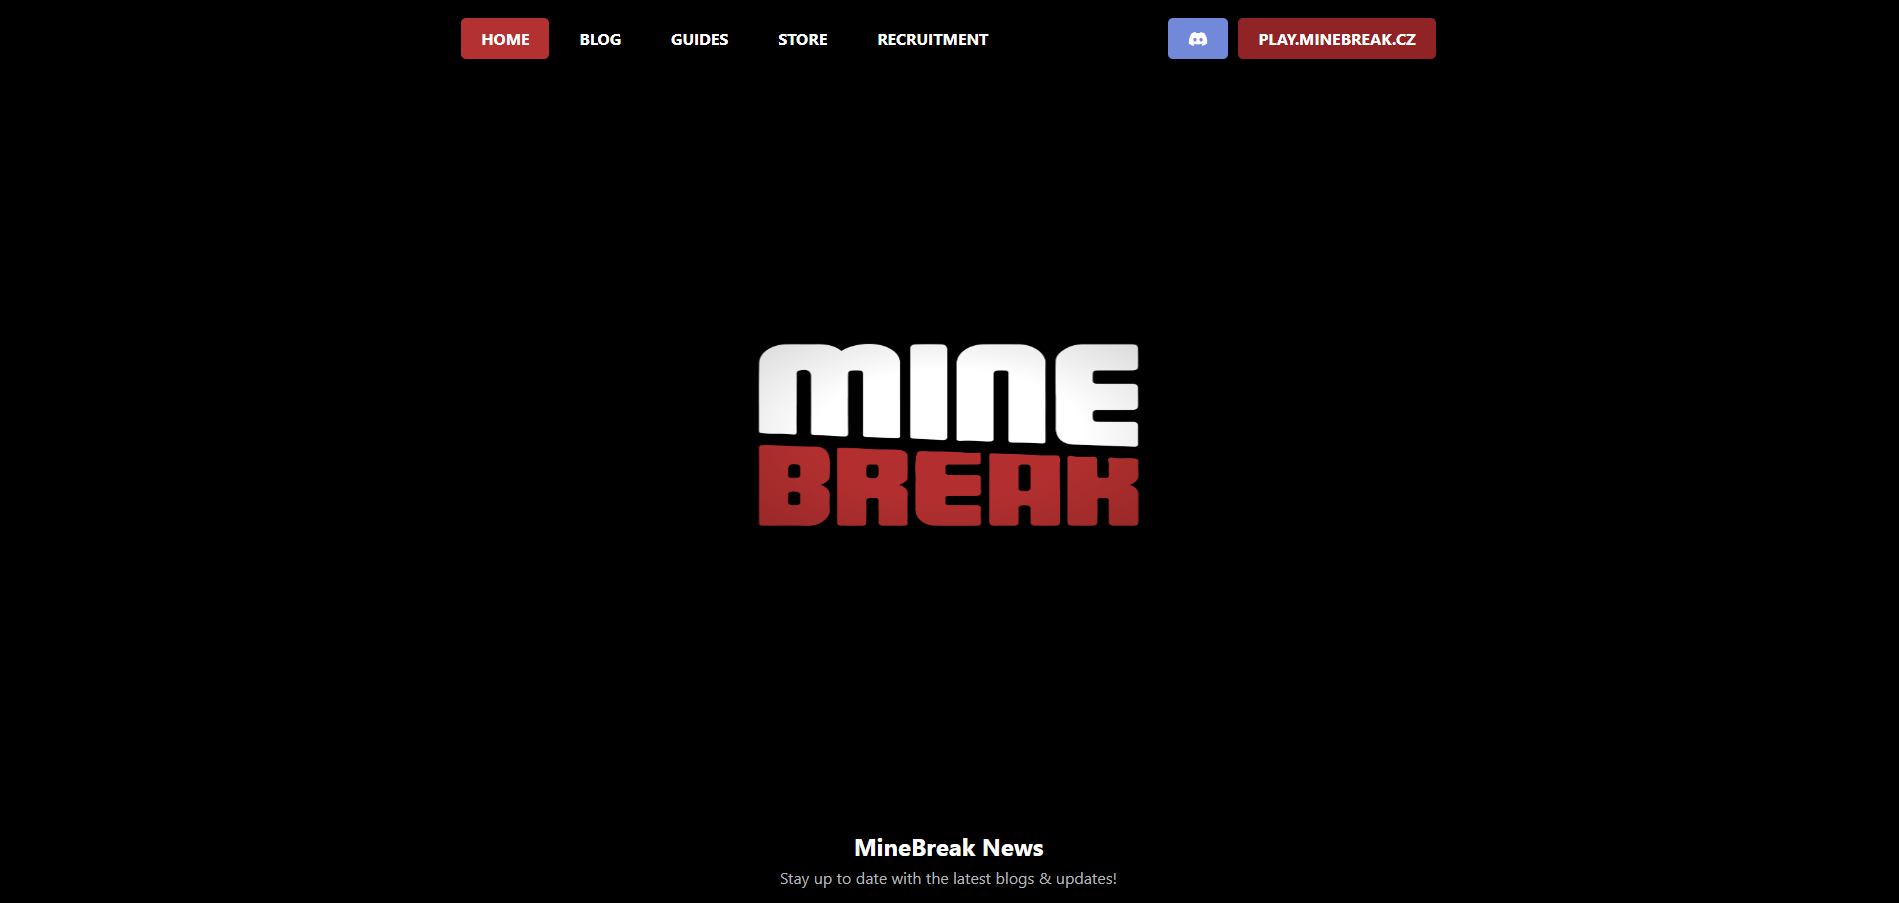 HOME BLOG GUIDES STORE RECRUITMENT PLAY.MINEBREAK.CZ
MINE
BREAK
MineBreak News
Stay up to date with the latest blogs & updates!